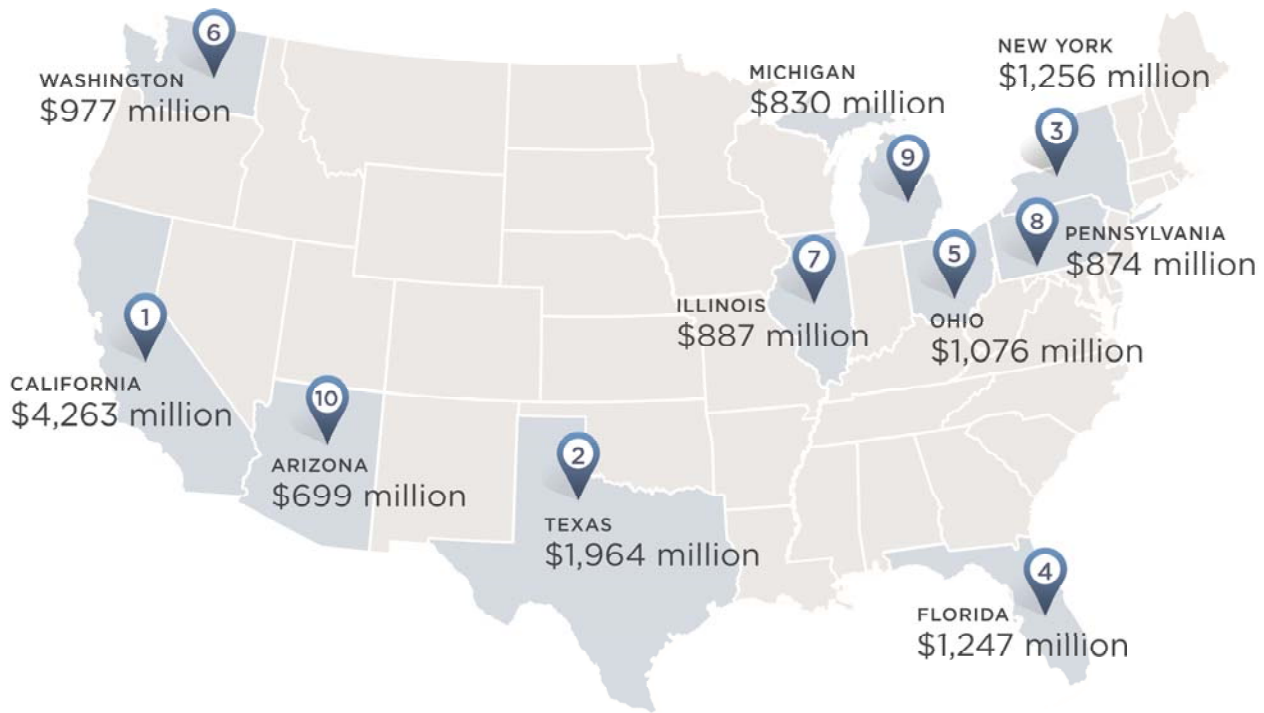 6
WASHINGTON
$977 million
MICHIGAN
$830 million
9
NEW YORK
$1,256 million
3
8
PENNSYLVANIA
$874 million
7
ILLINOIS
$887 million
5
OHIO
$1,076 million
1
CALIFORNIA
$4,263 million
10
ARIZONA
$699 million
2
TEXAS
$1,964 million
4
FLORIDA
$1,247 million